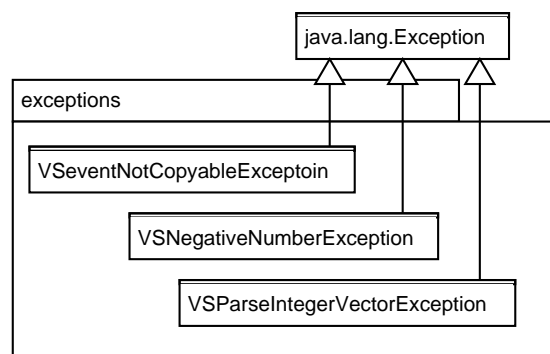 java.lang.Exception
exceptions
VSeventNotCopyableExceptoin
VSNegativeNumberException
VSParseIntegerVectorException